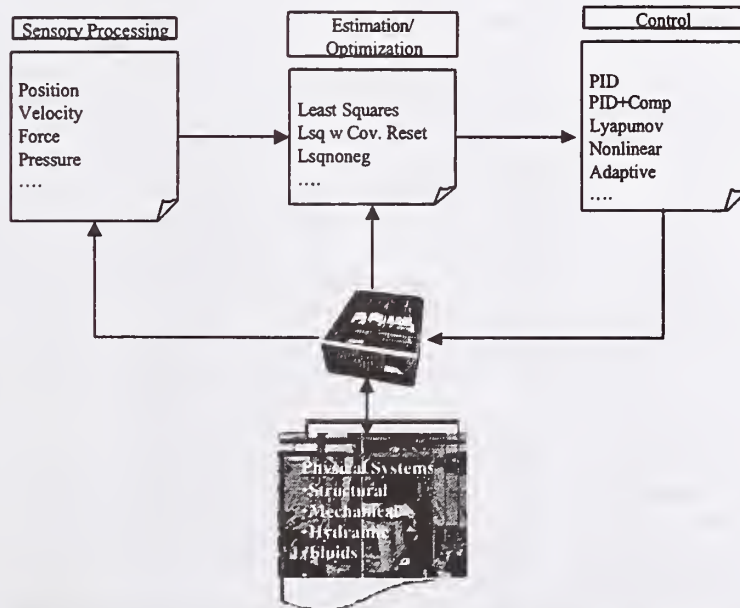 Sensory Processing
Position
Velocity
Force
Pressure
....
Estimation/
Optimization
Least Squares
Lsq w Cov. Reset
Lsqnoneg
....
Control
PID
PID+Comp
Lyapunov
Nonlinear
Adaptive
....
Physical Systems
•Structural
•Mechanical
•Hydraulic
Fluids